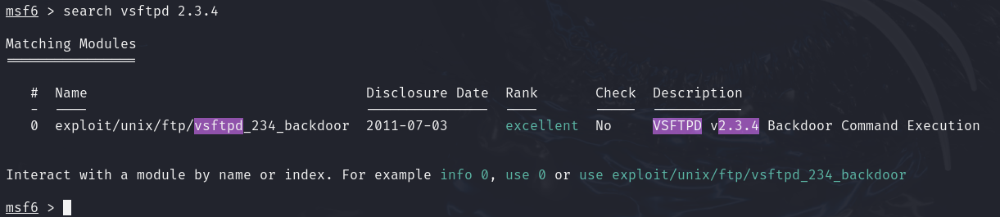 msf6 > search vsftpd 2.3.4
Matching Modules
================
# Name Disclosure Date Rank Check Description
- ---- --------------- ---- ----- -----------
0 exploit/unix/ftp/vsftpd_234_backdoor 2011-07-03 excellent No VSFTPD v2.3.4 Backdoor Command Execution
Interact with a module by name or index. For example info 0, use 0 or use exploit/unix/ftp/vsftpd_234_backdoor
msf6 >